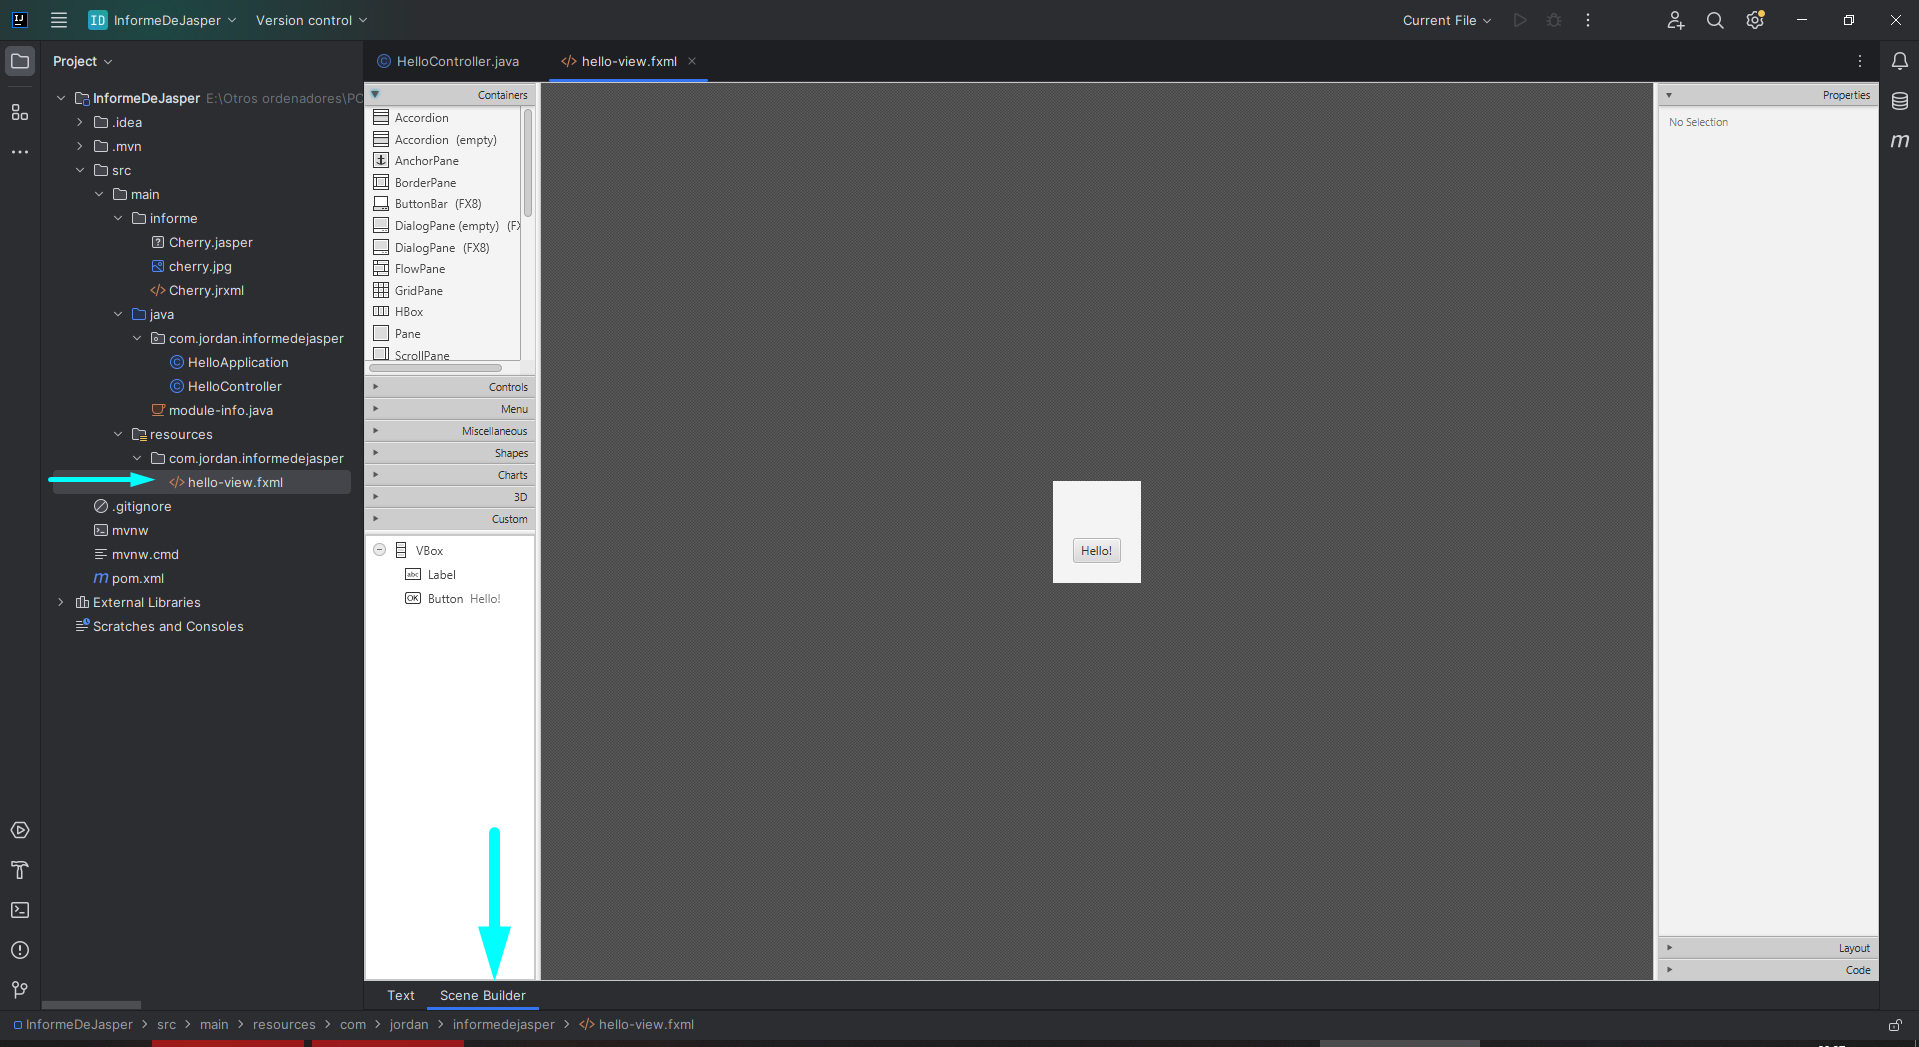 ID InformeDeJasper Version control Current File
Project
HelloController.java hello-view.fxml
InformeDeJasper E:\Otros ordenadores\PC
.idea
.mvn
src
main
informe
Cherry.jasper
cherry.jpg
Cherry.jrxml
java
com.jordan.informedejasper
HelloApplication
HelloController
module-info.java
resources
com.jordan.informedejasper
hello-view.fxml
.gitignore
mvnw
mvnw.cmd
m pom.xml
External Libraries
Scratches and Consoles
Containers
Accordion
Accordion (empty)
AnchorPane
BorderPane
ButtonBar (FX8)
DialogPane (empty) (FX
DialogPane (FX8)
FlowPane
GridPane
HBox
Pane
ScrollPane
Controls
Menu
Miscellaneous
Shapes
Charts
3D
Custom
VBox
abc Label
OK Button Hello!
Hello!
Properties
No Selection
Layout
Code
m
Text Scene Builder
InformeDeJasper > src > main > resources > com > jordan > informedejasper > hello-view.fxml